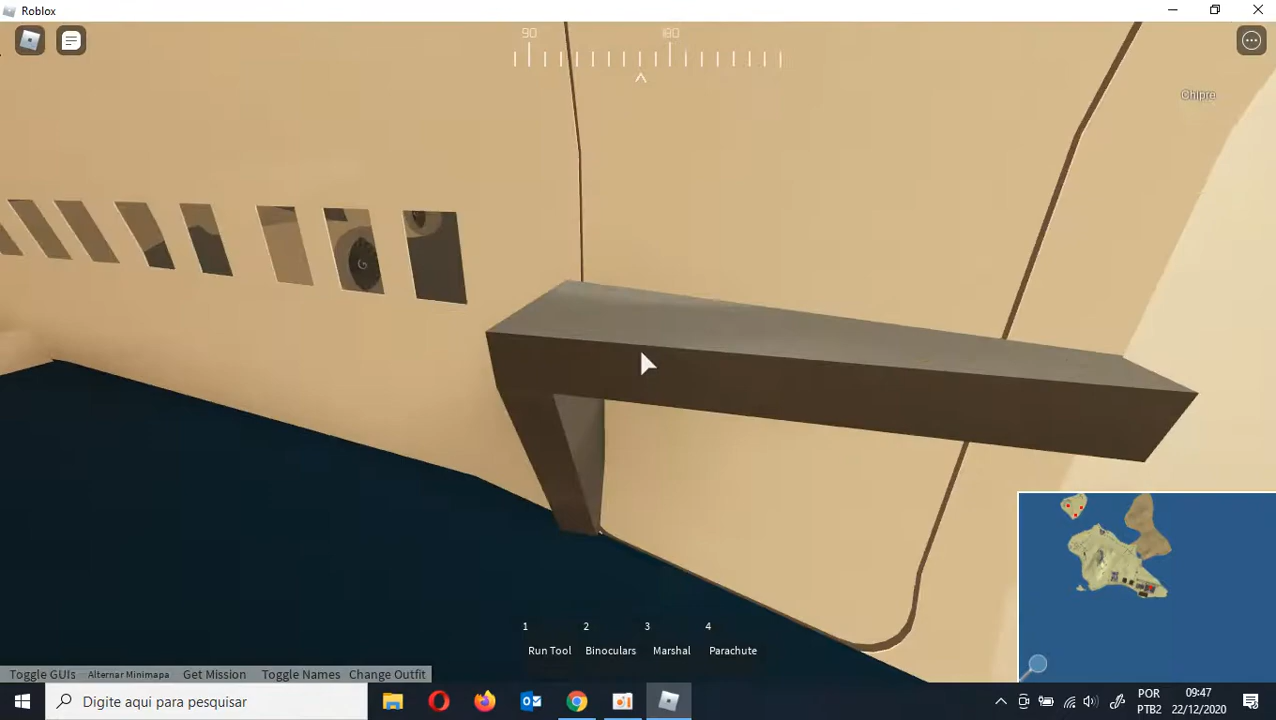 Roblox
90
180
Chipre
1
2
3
4
Run Tool
Binoculars
Marshal
Parachute
Toggle GUIs
Alternar Minimapa
Get Mission
Toggle Names
Change Outfit
Digite aqui para pesquisar
POR
PTB2
09:47
22/12/2020